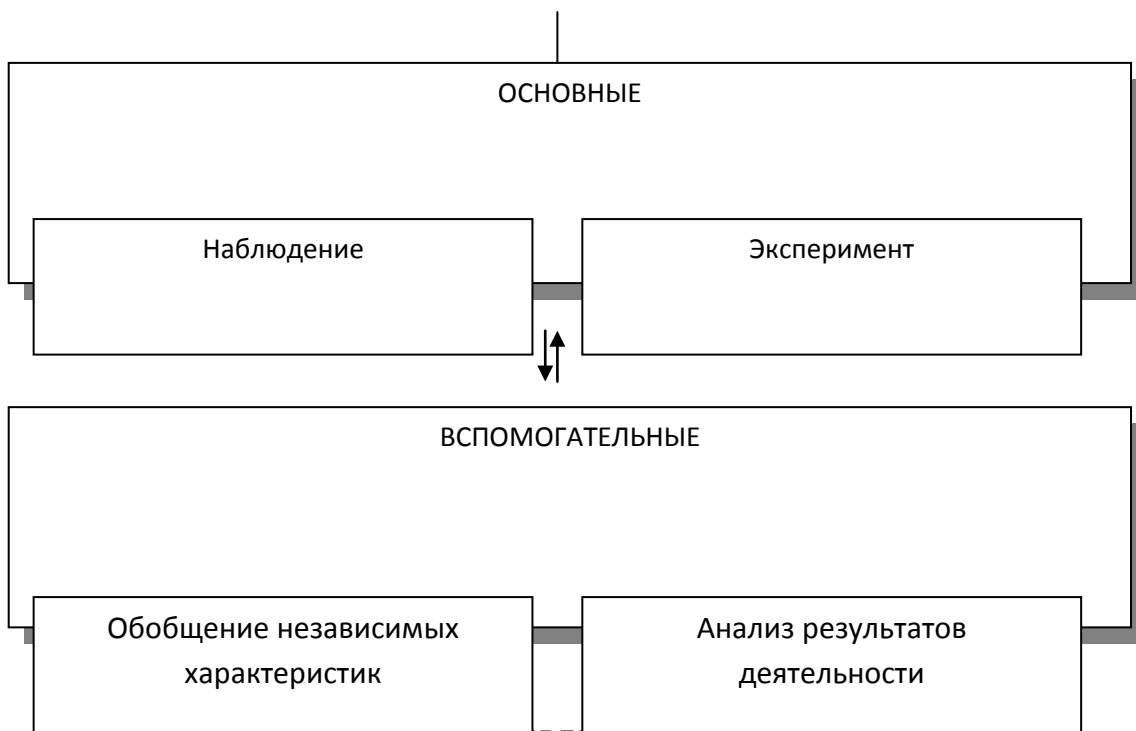 ОСНОВНЫЕ
Наблюдение
Эксперимент
ВСПОМОГАТЕЛЬНЫЕ
Обобщение независимых
характеристик
Анализ результатов
деятельности